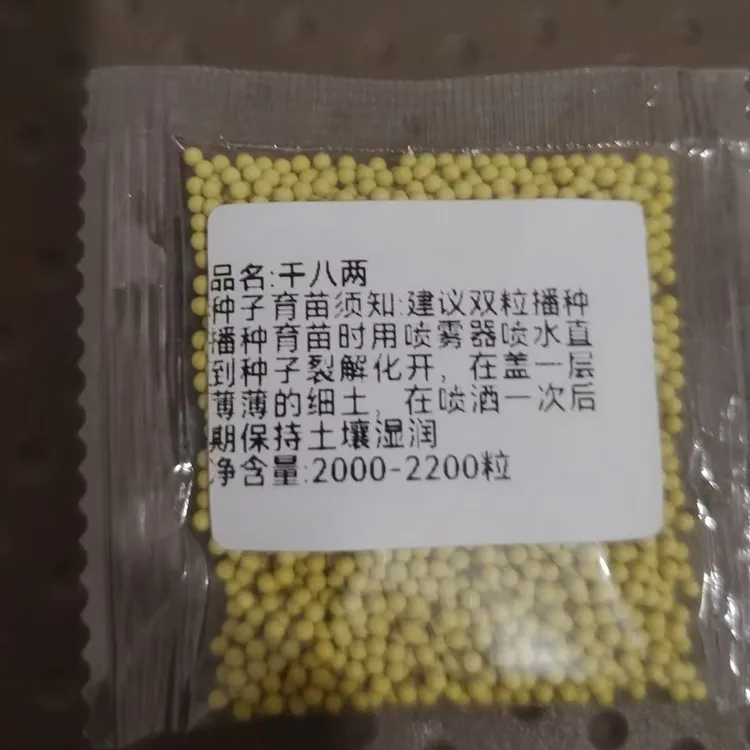 品名:千八两
种子育苗须知:建议双粒播种
播种育苗时用喷雾器喷水直
到种子裂解化开，在盖一层
薄薄的细土，在喷洒一次后
期保持土壤湿润
净含量:2000-2200粒